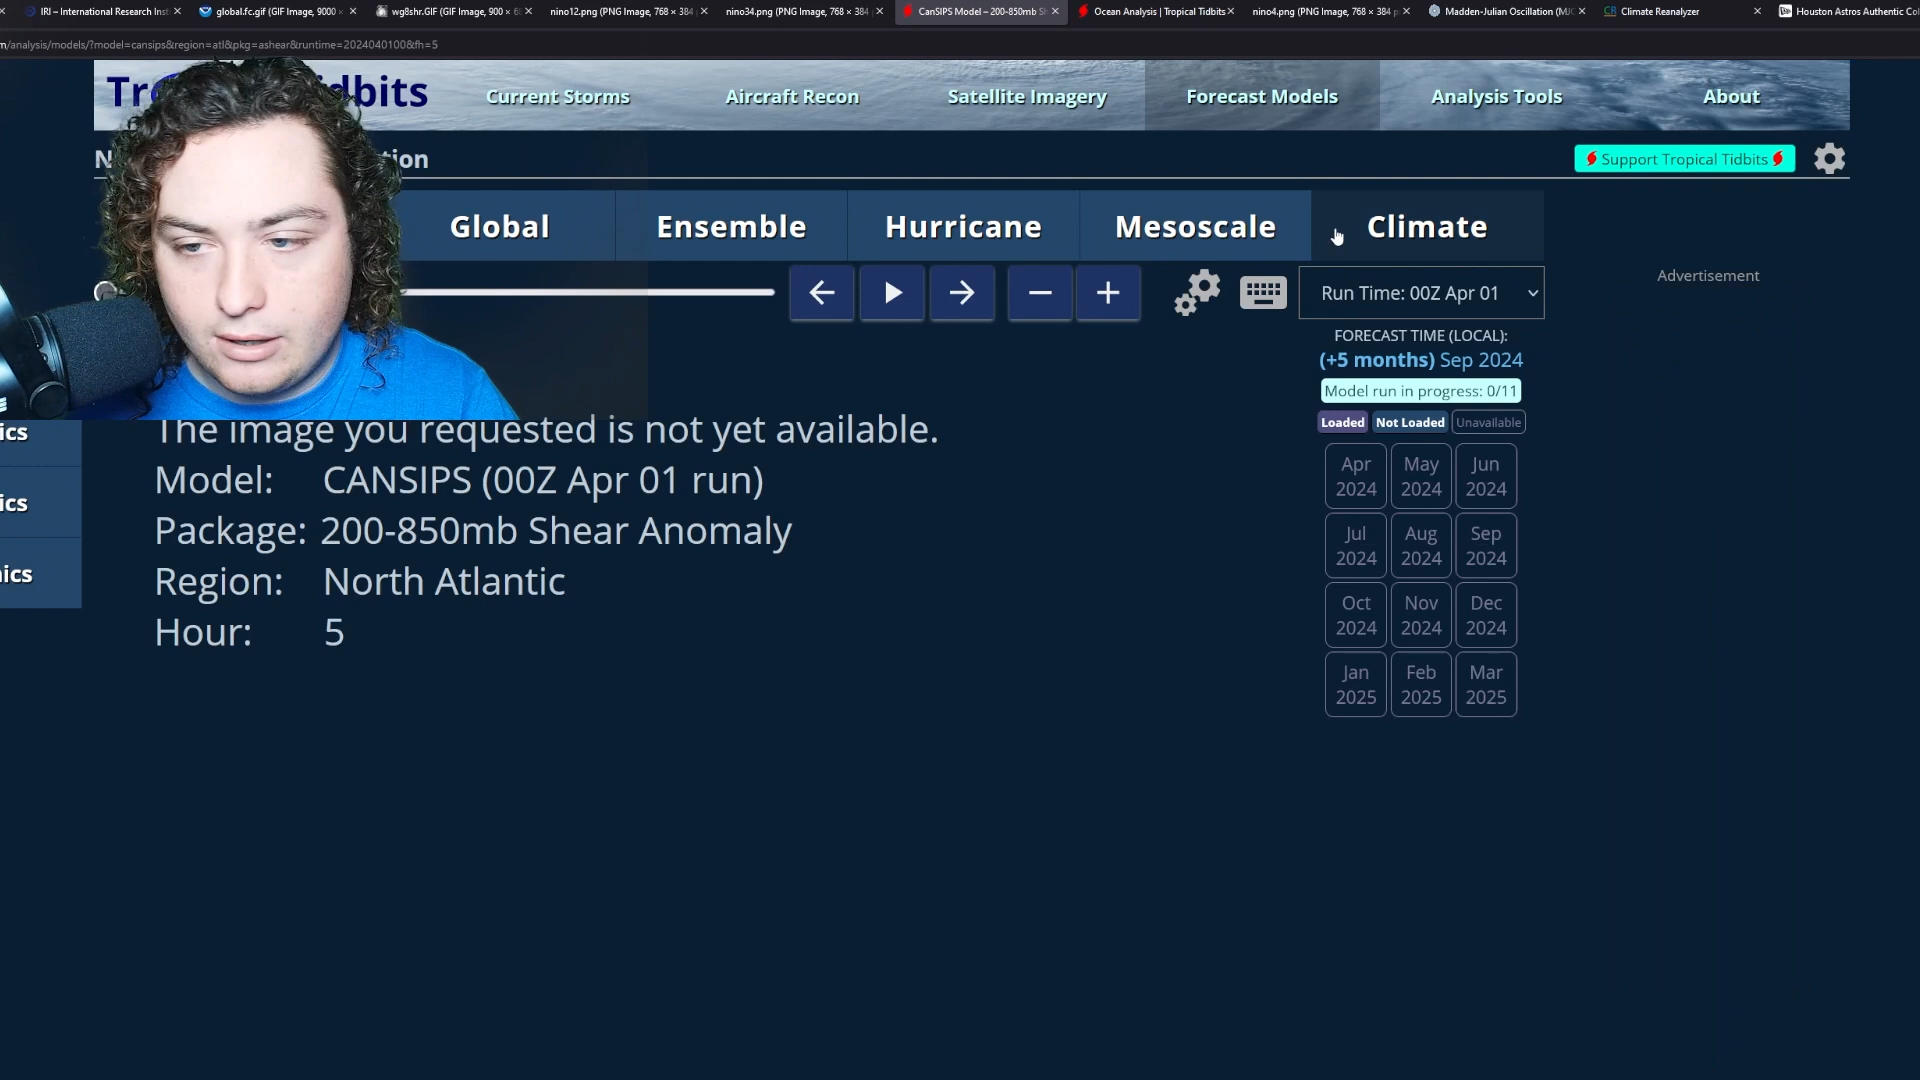 IRI – International Research Inst
global.fc.gif (GIF Image, 9000 ×
wg8shr.GIF (GIF Image, 900 × 6
nino12.png (PNG Image, 768 × 384
nino34.png (PNG Image, 768 × 384
CanSIPS Model – 200-850mb Sh
Ocean Analysis | Tropical Tidbits
nino4.png (PNG Image, 768 × 384 p
Madden-Julian Oscillation (MJO
CR Climate Reanalyzer
Houston Astros Authentic Col
m/analysis/models/?model=cansips&region=atl&pkg=ashear&runtime=2024040100&fh=5
Tr dbits
Current Storms
Aircraft Recon
Satellite Imagery
Forecast Models
Analysis Tools
About
N tion
Support Tropical Tidbits
Global
Ensemble
Hurricane
Mesoscale
Climate
Run Time: 00Z Apr 01
Advertisement
FORECAST TIME (LOCAL):
(+5 months) Sep 2024
Model run in progress: 0/11
Loaded Not Loaded Unavailable
The image you requested is not yet available.
Model: CANSIPS (00Z Apr 01 run)
Package: 200-850mb Shear Anomaly
Region: North Atlantic
Hour: 5
ics
ics
ics
Apr 2024
May 2024
Jun 2024
Jul 2024
Aug 2024
Sep 2024
Oct 2024
Nov 2024
Dec 2024
Jan 2025
Feb 2025
Mar 2025